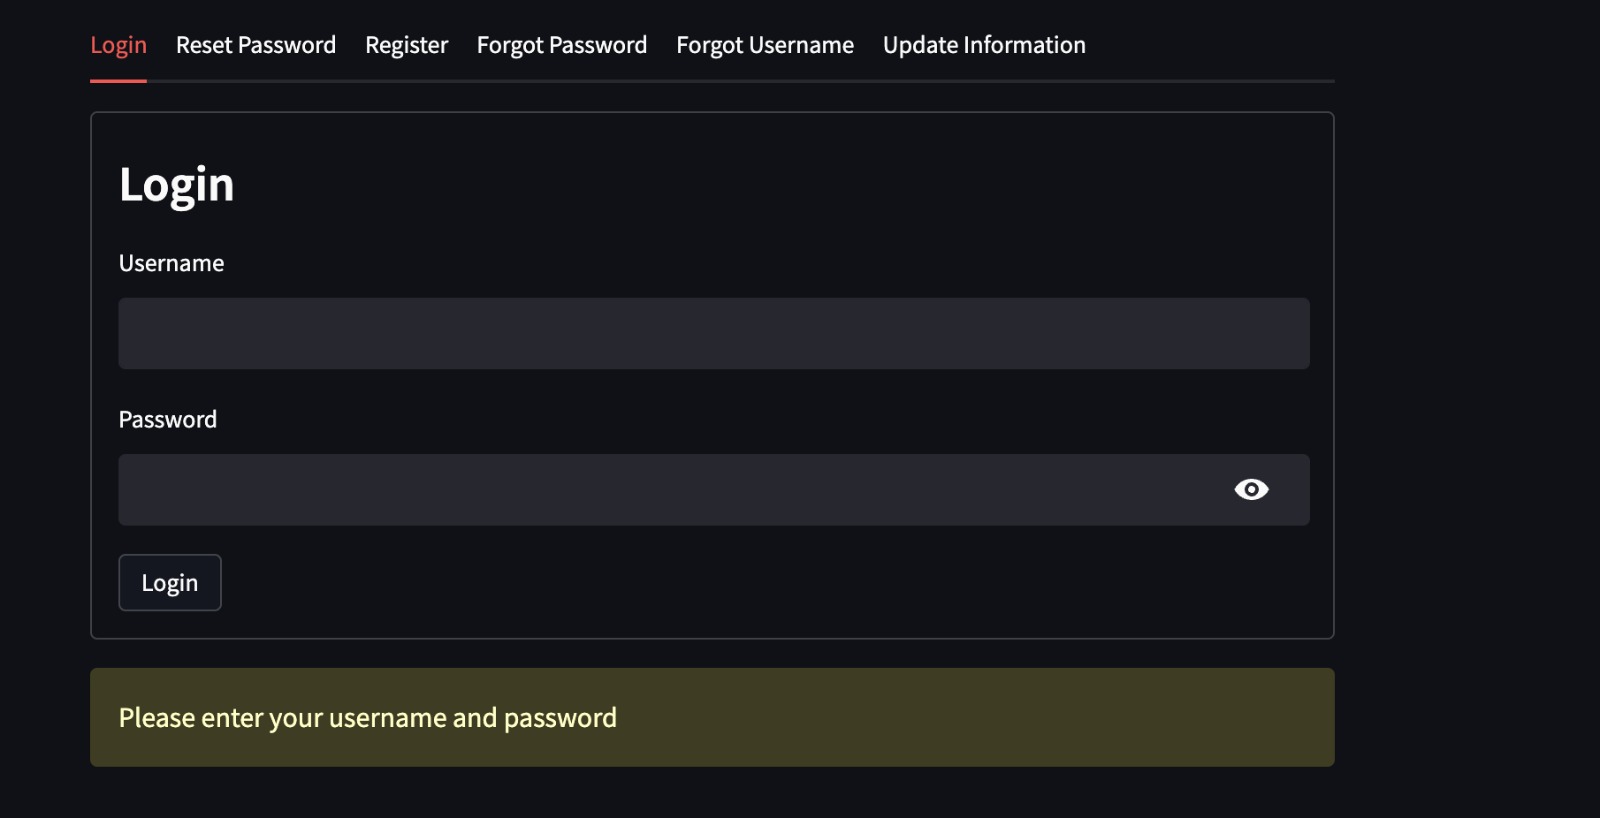 Login Reset Password Register Forgot Password Forgot Username Update Information
Login
Username
Password
Login
Please enter your username and password